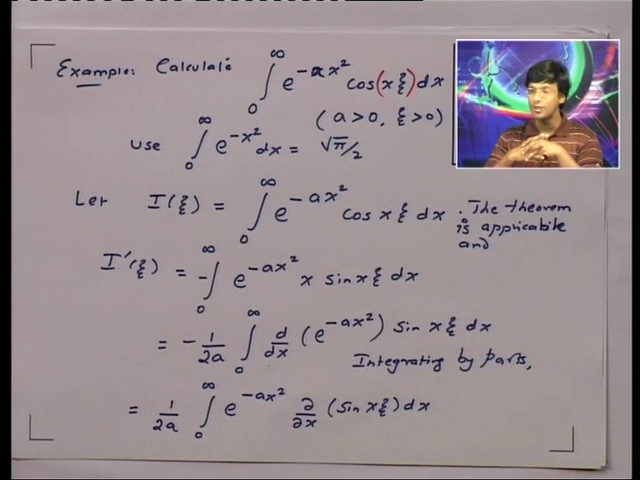 Example: Calculate ∫₀^∞ e^{-ax²} cos(xξ)dx
(a>0, ξ>0)
use ∫₀^∞ e^{-x²} dx = √π/2
Let I(ξ) = ∫₀^∞ e^{-ax²} cos xξ dx . The theorem
is applicable
and
I'(ξ) = -∫₀^∞ e^{-ax²} x sin xξ dx
= -1/2a ∫₀^∞ d/dx (e^{-ax²}) sin xξ dx
Integrating by parts,
= 1/2a ∫₀^∞ e^{-ax²} ∂/∂x (sin xξ)dx